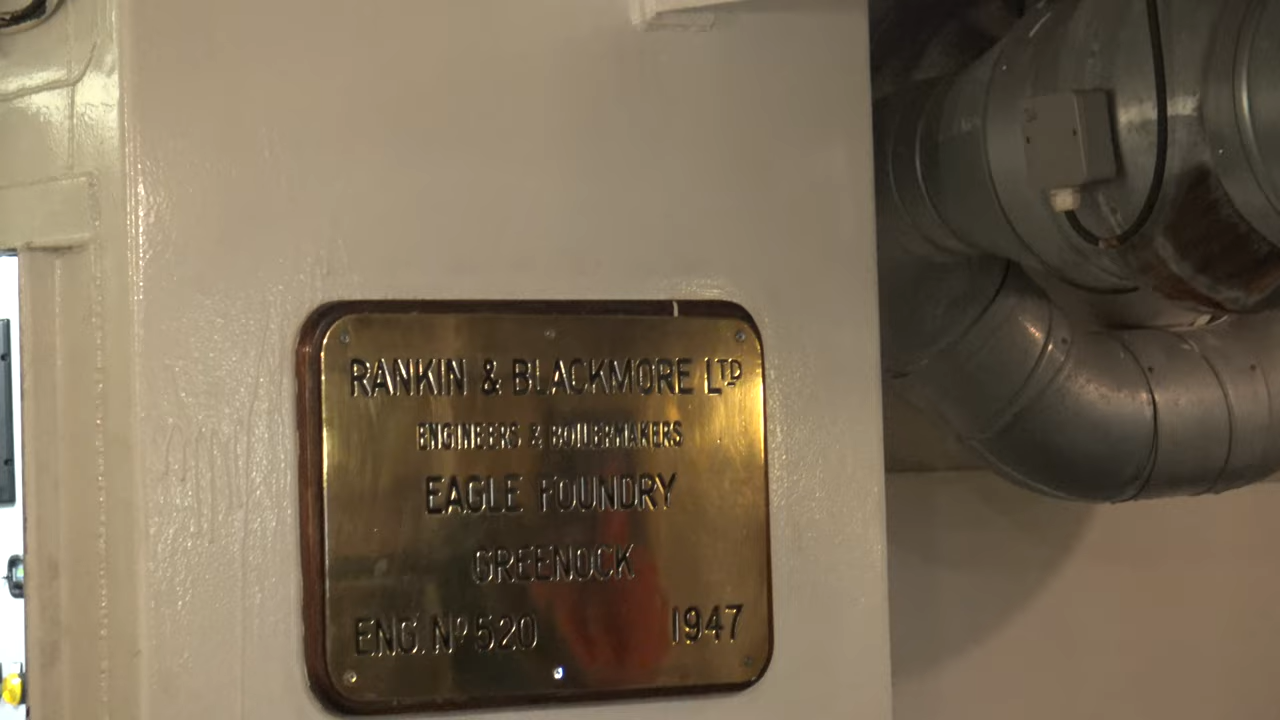 RANKIN & BLACKMORE LTD
ENGINEERS & BOILERMAKERS
EAGLE FOUNDRY
GREENOCK
ENG. No 520 1947